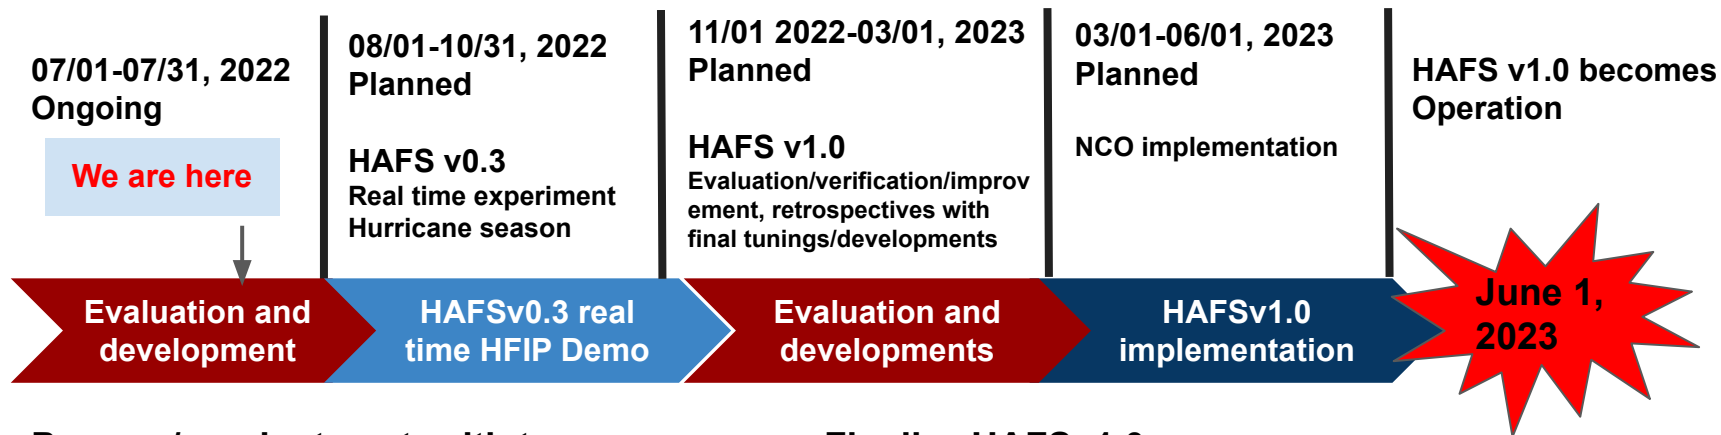 07/01-07/31, 2022
Ongoing
We are here
08/01-10/31, 2022
Planned
HAFS v0.3
Real time experiment
Hurricane season
11/01 2022-03/01, 2023
Planned
HAFS v1.0
Evaluation/verification/improv
ement, retrospectives with
final tunings/developments
03/01-06/01, 2023
Planned
NCO implementation
HAFS v1.0 becomes
Operation
Evaluation and
development
HAFSv0.3 real
time HFIP Demo
Evaluation and
developments
HAFSv1.0
implementation
June 1,
2023